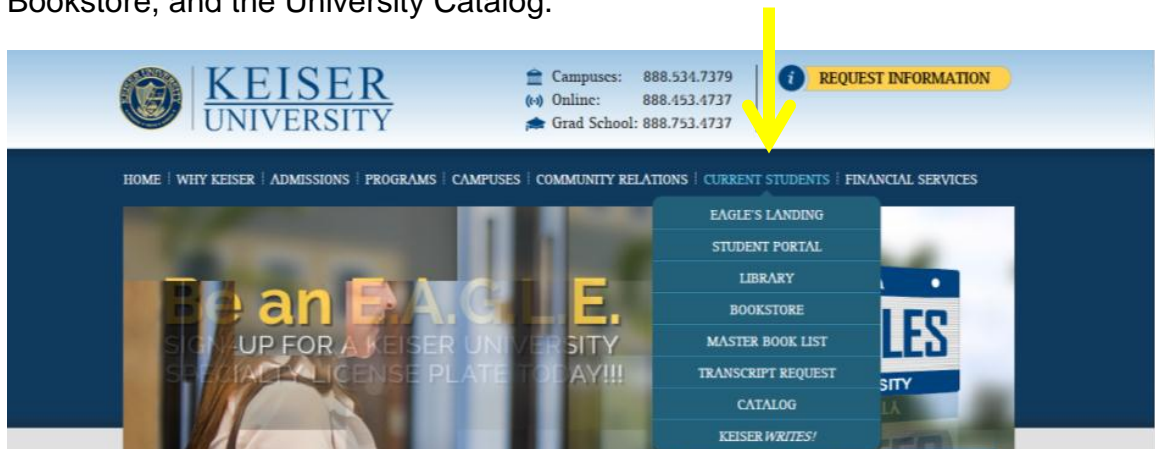 Bookstore, and the University Catalog.
KEISER
UNIVERSITY
Campuses: 888.534.7379
Online: 888.453.4737
Grad School: 888.753.4737
i REQUEST INFORMATION
HOME WHY KEISER ADMISSIONS PROGRAMS CAMPUSES COMMUNITY RELATIONS CURRENT STUDENTS FINANCIAL SERVICES
EAGLE'S LANDING
STUDENT PORTAL
LIBRARY
BOOKSTORE
MASTER BOOK LIST
TRANSCRIPT REQUEST
CATALOG
KEISER WRITES!
Be an E.A.G.L.E.
SIGN-UP FOR A KEISER UNIVERSITY
SPECIALTY LICENSE PLATE TODAY!!!
LES
SITY